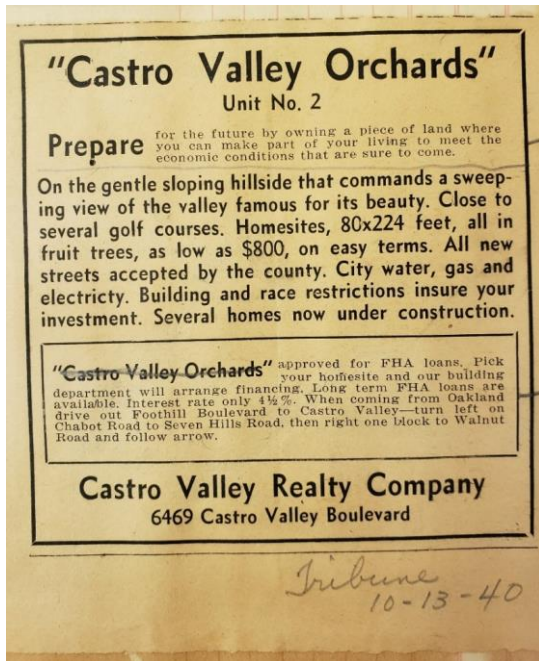 "Castro Valley Orchards"
Unit No. 2
Prepare for the future by owning a piece of land where
you can make part of your living to meet the
economic conditions that are sure to come.
On the gentle sloping hillside that commands a sweep-
ing view of the valley famous for its beauty. Close to
several golf courses. Homesites, 80x224 feet, all in
fruit trees, as low as $800, on easy terms. All new
streets accepted by the county. City water, gas and
electricty. Building and race restrictions insure your
investment. Several homes now under construction.
"Castro Valley Orchards" approved for FHA loans. Pick
your homesite and our building
department will arrange financing. Long term FHA loans are
available. Interest rate only 4½%. When coming from Oakland
drive out Foothill Boulevard to Castro Valley—turn left on
Chabot Road to Seven Hills Road, then right one block to Walnut
Road and follow arrow.
Castro Valley Realty Company
6469 Castro Valley Boulevard
Tribune
10-13-40